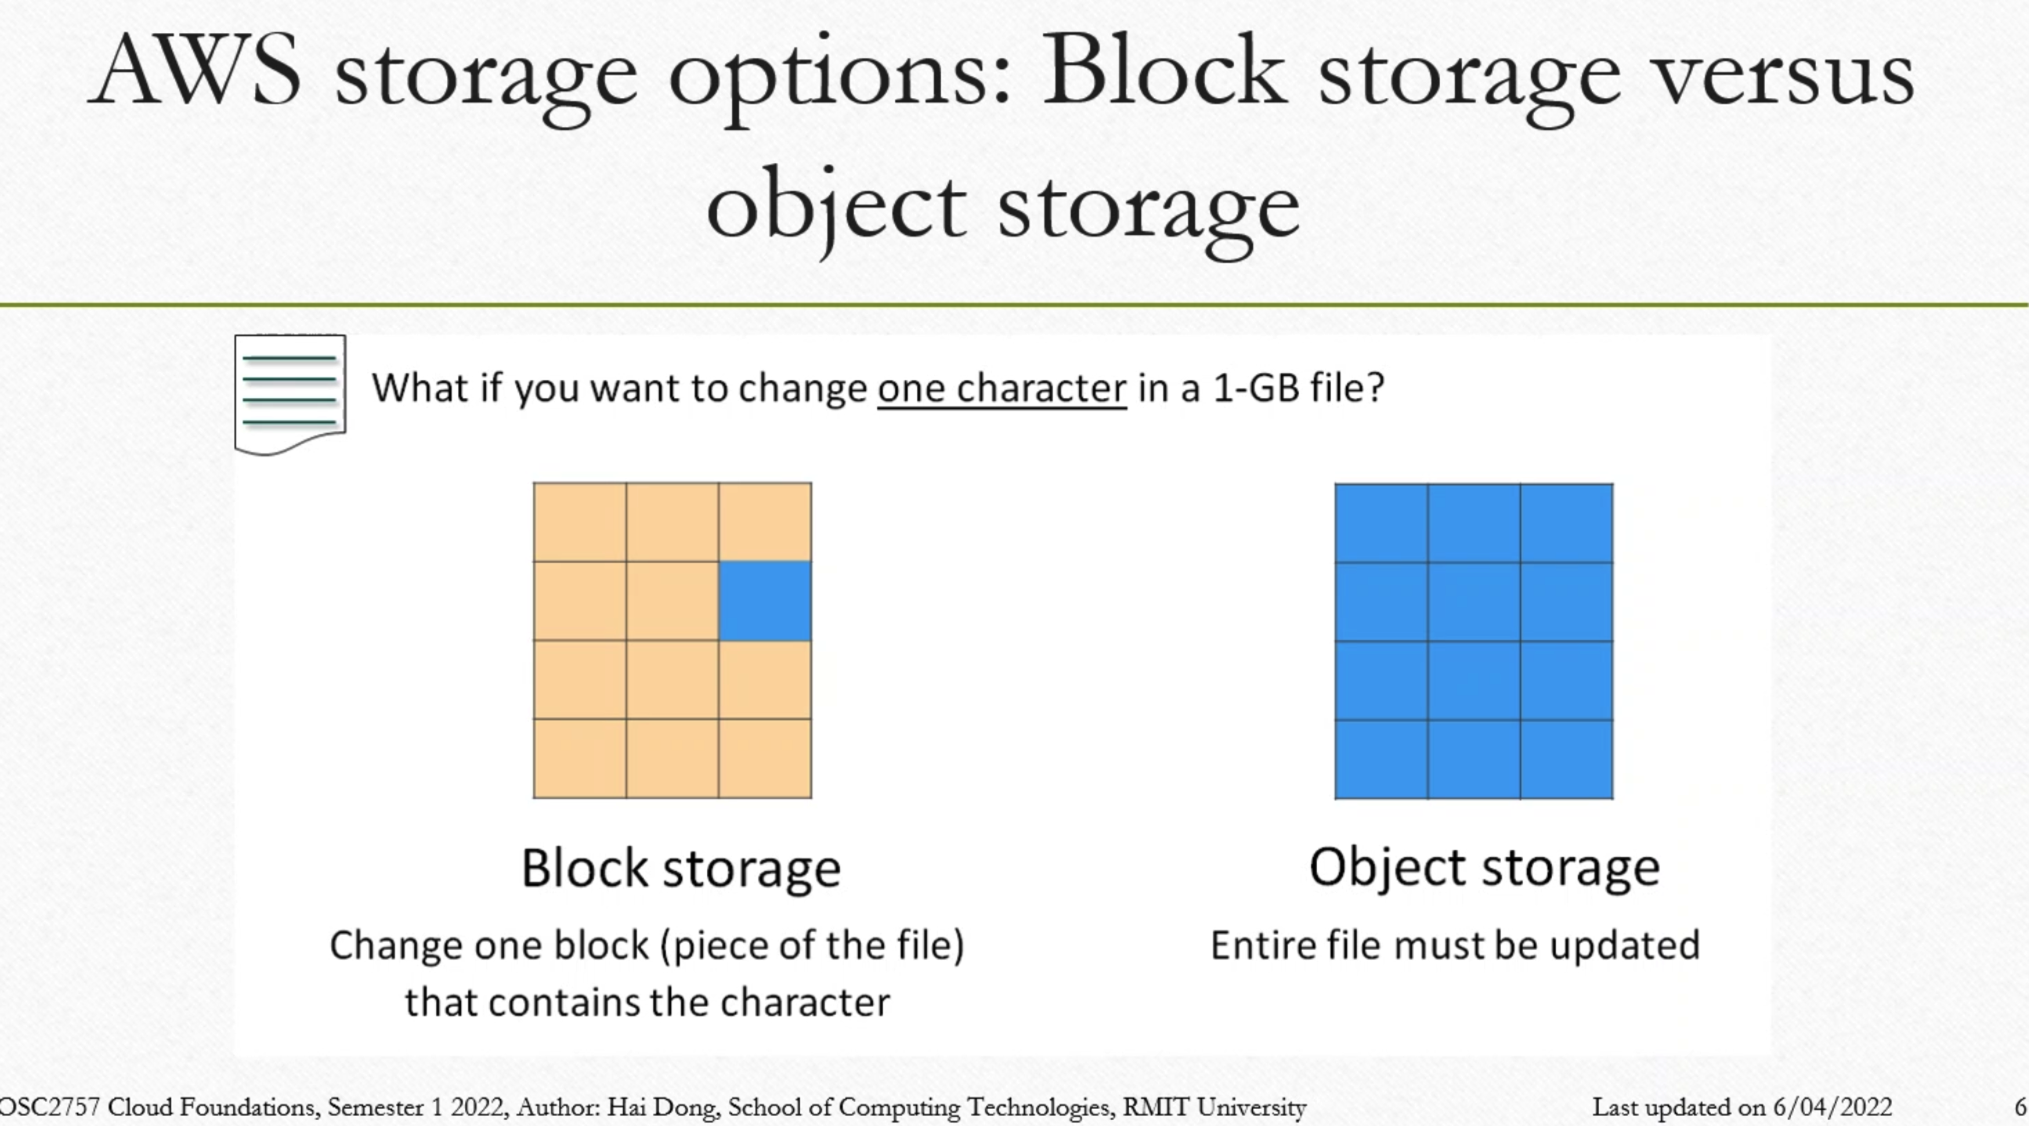 AWS storage options: Block storage versus
object storage
What if you want to change one character in a 1-GB file?
Block storage
Change one block (piece of the file)
that contains the character
Object storage
Entire file must be updated
OSC2757 Cloud Foundations, Semester 1 2022, Author: Hai Dong, School of Computing Technologies, RMIT University
Last updated on 6/04/2022
6